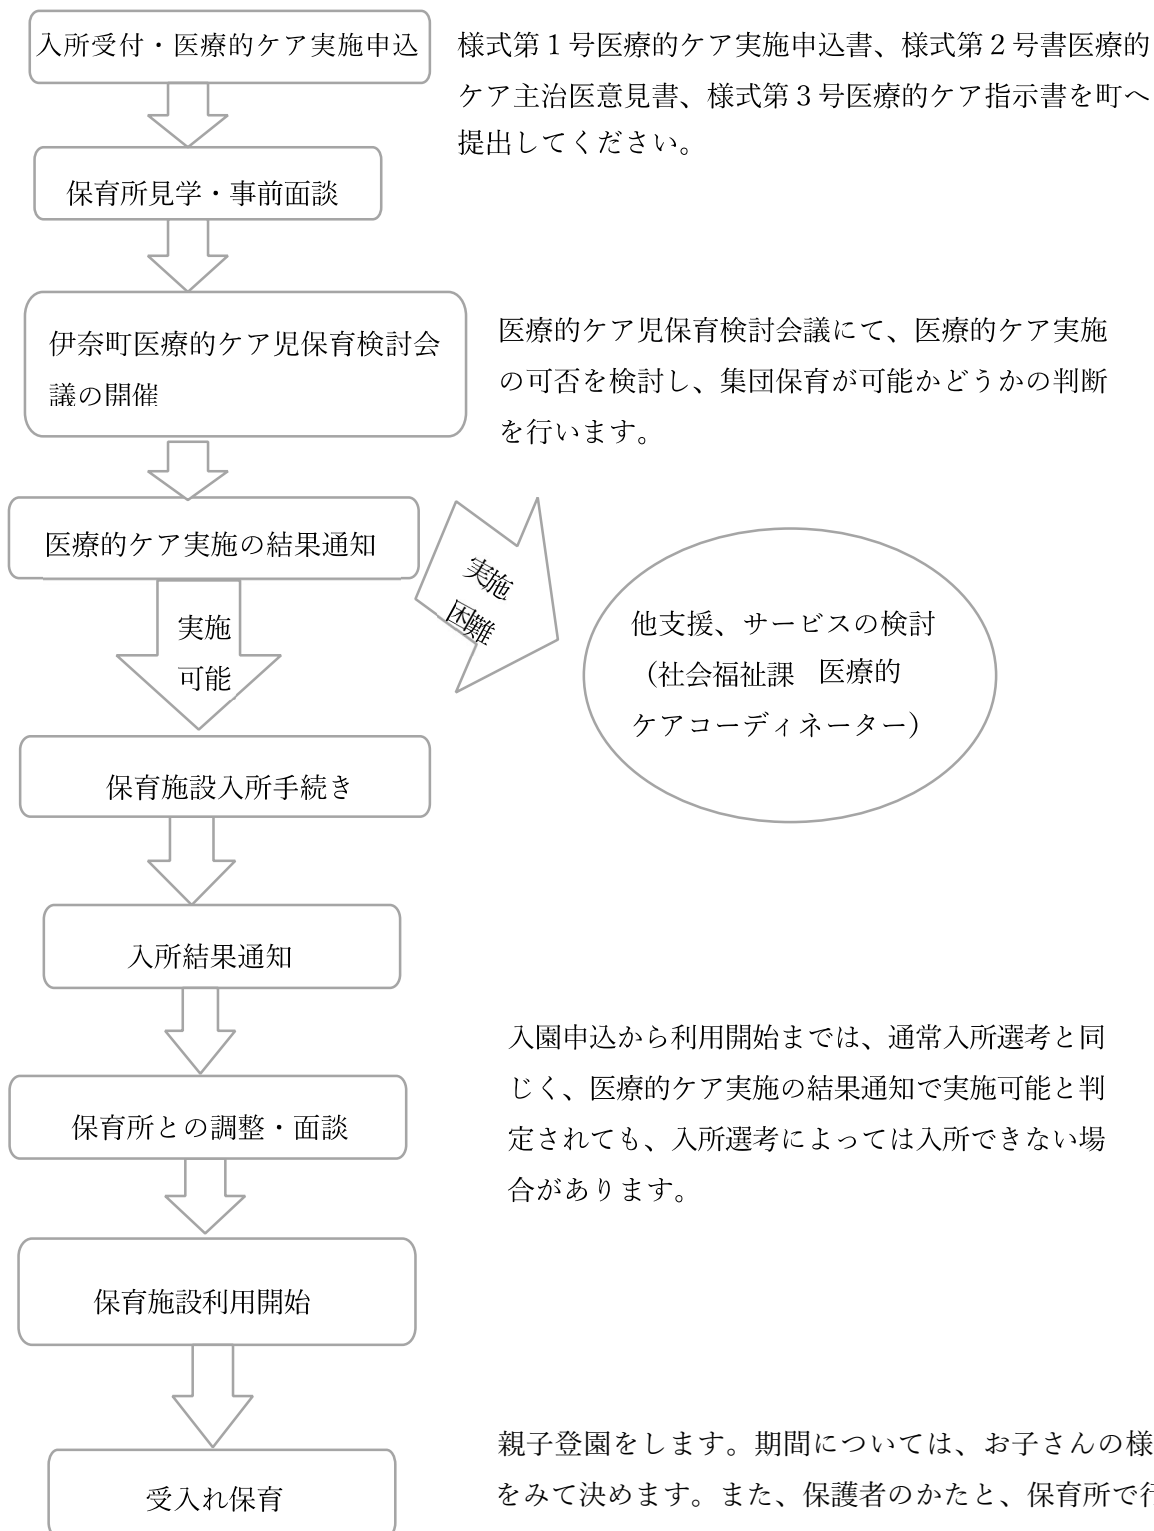 入所受付・医療的ケア実施申込
様式第１号医療的ケア実施申込書、様式第２号書医療的
ケア主治医意見書、様式第３号医療的ケア指示書を町へ
提出してください。
保育所見学・事前面談
伊奈町医療的ケア児保育検討会
議の開催
医療的ケア児保育検討会議にて、医療的ケア実施
の可否を検討し、集団保育が可能かどうかの判断
を行います。
医療的ケア実施の結果通知
実施
困難
他支援、サービスの検討
（社会福祉課　医療的
ケアコーディネーター）
実施
可能
保育施設入所手続き
入所結果通知
入園申込から利用開始までは、通常入所選考と同
じく、医療的ケア実施の結果通知で実施可能と判
定されても、入所選考によっては入所できない場
合があります。
保育所との調整・面談
保育施設利用開始
親子登園をします。期間については、お子さんの様
をみて決めます。また、保護者のかたと、保育所で
受入れ保育